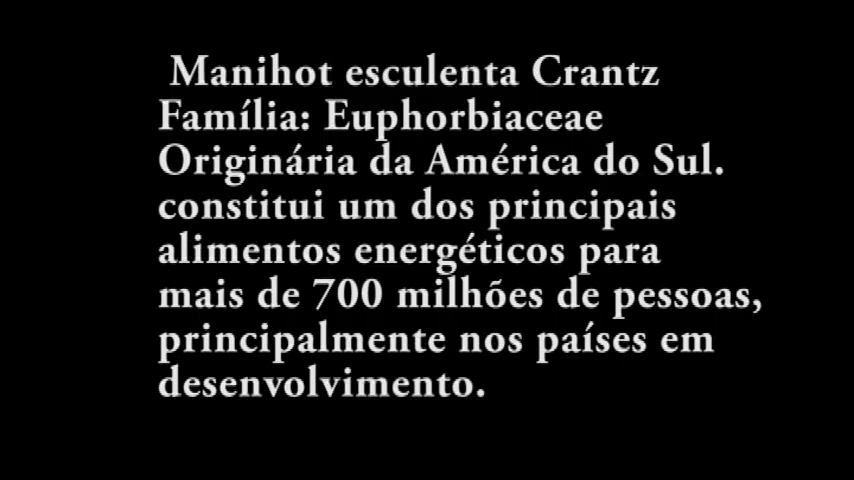 Manihot esculenta Crantz
Família: Euphorbiaceae
Originária da América do Sul.
constitui um dos principais
alimentos energéticos para
mais de 700 milhões de pessoas,
principalmente nos países em
desenvolvimento.